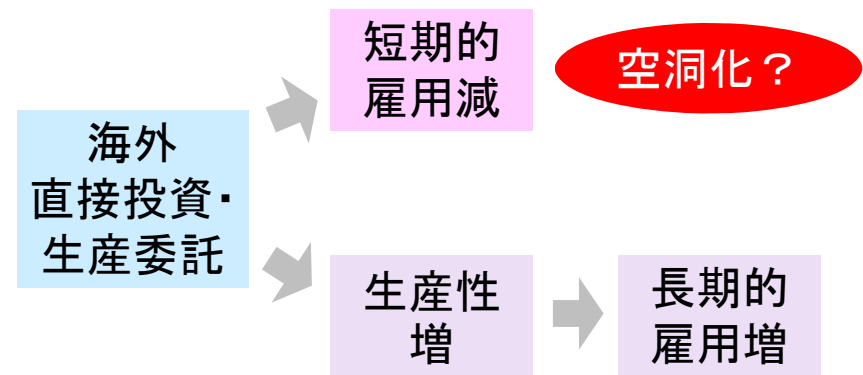 短期的
雇用減
空洞化？
海外
直接投資・
生産委託
生産性
増
長期的
雇用増